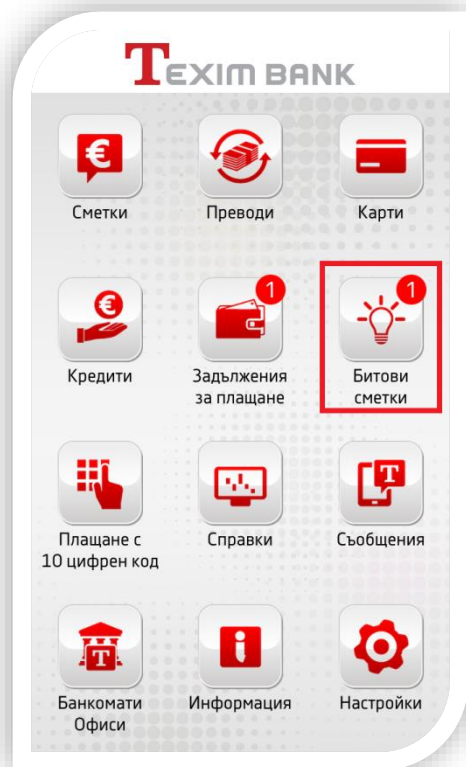 TEXIM BANK
€
Сметки
Преводи
Карти
€
1
1
Кредити
Задължения
за плащане
Битови
сметки
T
Плащане с
10 цифрен код
Справки
Съобщения
T
i
Банкомати
Офиси
Информация
Настройки